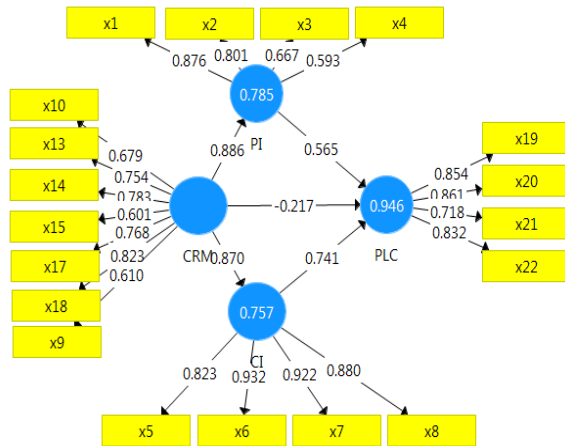 x1
x2
x3
x4
0.876
0.801
0.667
0.593
0.785
PI
x10
x13
x14
x15
x17
x18
x9
0.679
0.754
0.783
0.601
0.768
0.823
0.610
CRM
0.886
0.565
-0.217
0.870
0.741
0.946
PLC
0.854
0.861
0.718
0.832
x19
x20
x21
x22
0.757
CI
0.823
0.932
0.922
0.880
x5
x6
x7
x8